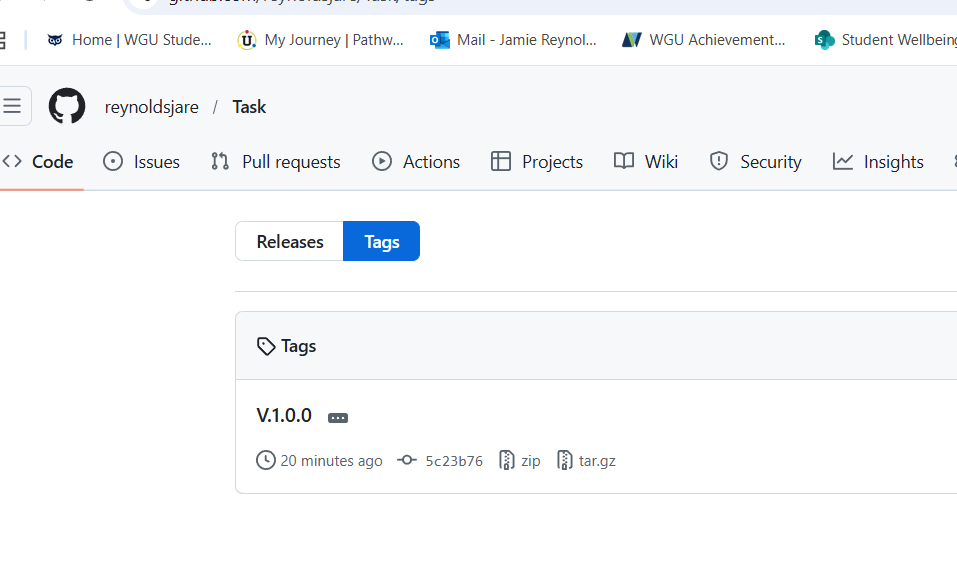 Home | WGU Stude... My Journey | Pathw... Mail - Jamie Reynol... WGU Achievement... Student Wellbeing
reynoldsjare / Task
Code Issues Pull requests Actions Projects Wiki Security Insights
Releases Tags
Tags
V.1.0.0
20 minutes ago 5c23b76 zip tar.gz